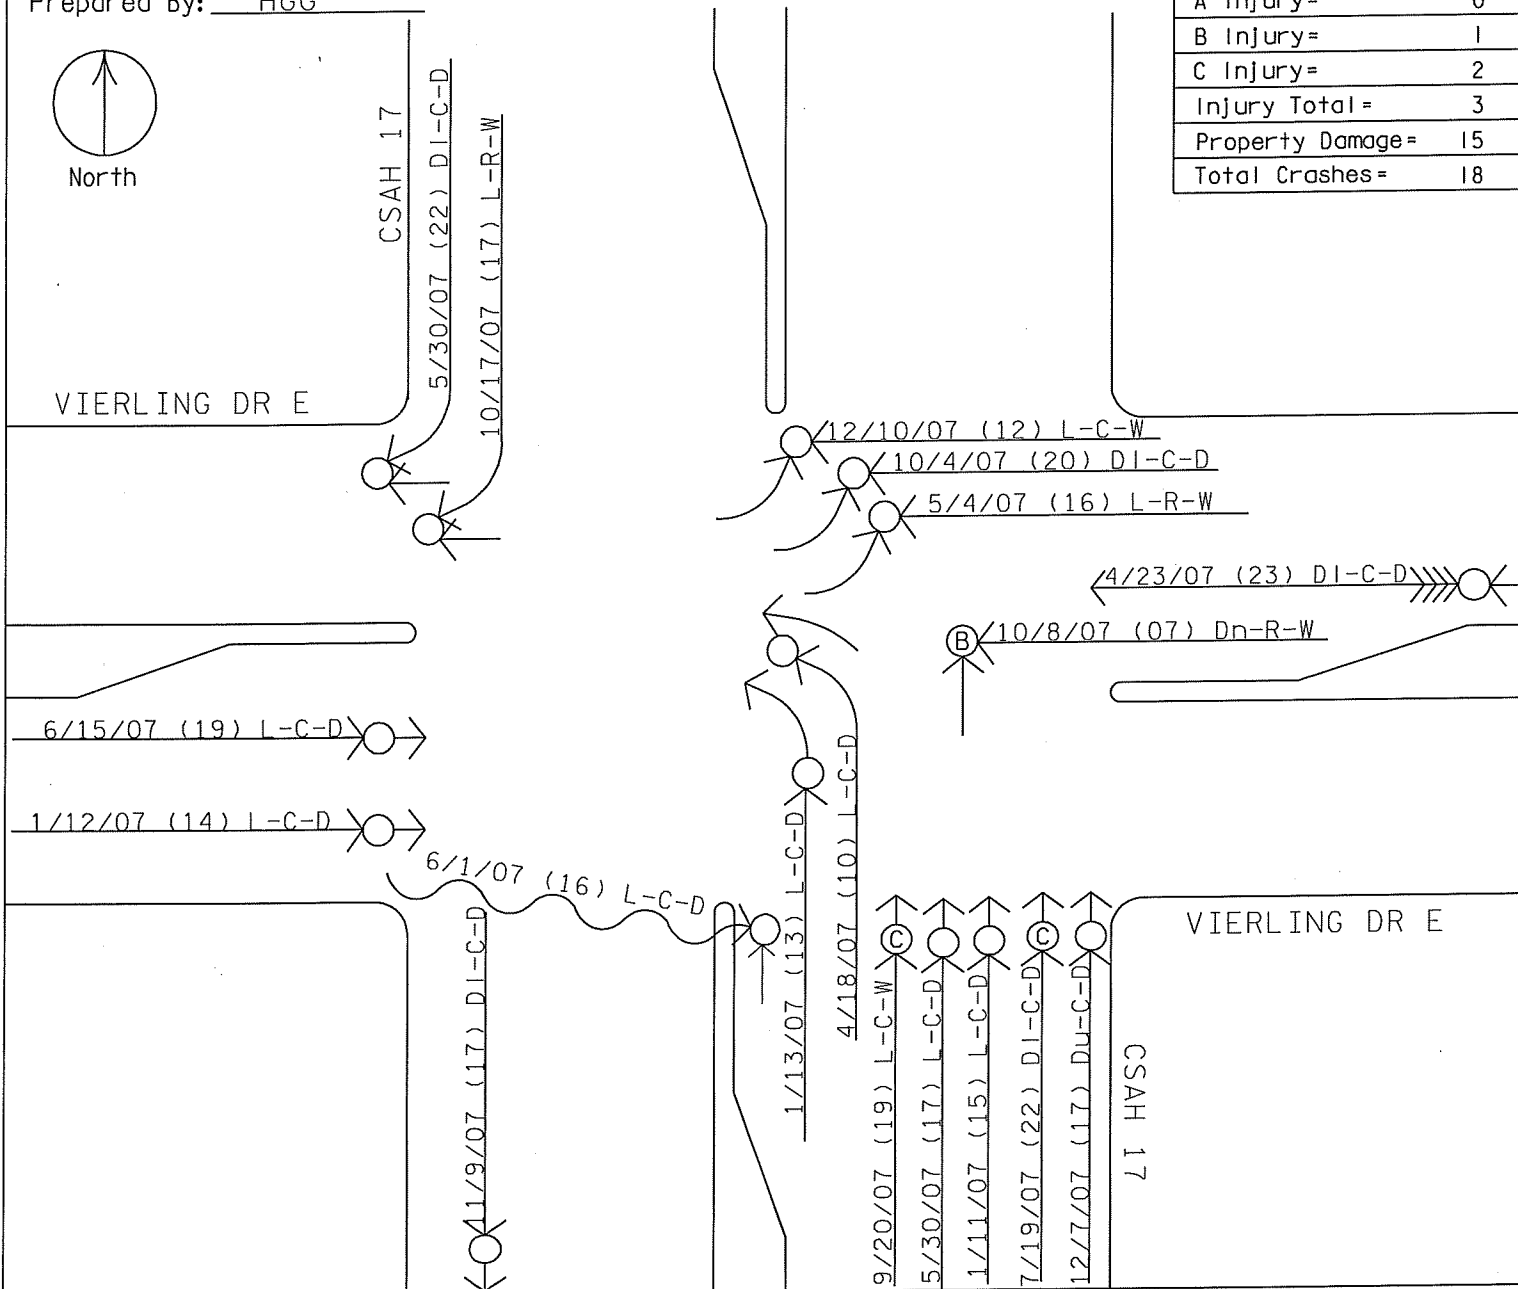 Prepared By: HGG
A Injury= 0
B Injury= 1
C Injury= 2
Injury Total= 3
Property Damage= 15
Total Crashes= 18
North
CSAH 17
5/30/07 (22) DI-C-D
10/17/07 (17) L-R-W
VIERLING DR E
12/10/07 (12) L-C-W
10/4/07 (20) DI-C-D
5/4/07 (16) L-R-W
4/23/07 (23) DI-C-D
B
10/8/07 (07) Dn-R-W
6/15/07 (19) L-C-D
1/12/07 (14) L-C-D
6/1/07 (16) L-C-D
11/9/07 (17) DI-C-D
1/13/07 (13) L-C-D
4/18/07 (10) L-C-D
C
9/20/07 (19) L-C-W
5/30/07 (17) L-C-D
1/11/07 (15) L-C-D
C
7/19/07 (22) DI-C-D
12/7/07 (17) Du-C-D
VIERLING DR E
CSAH 17